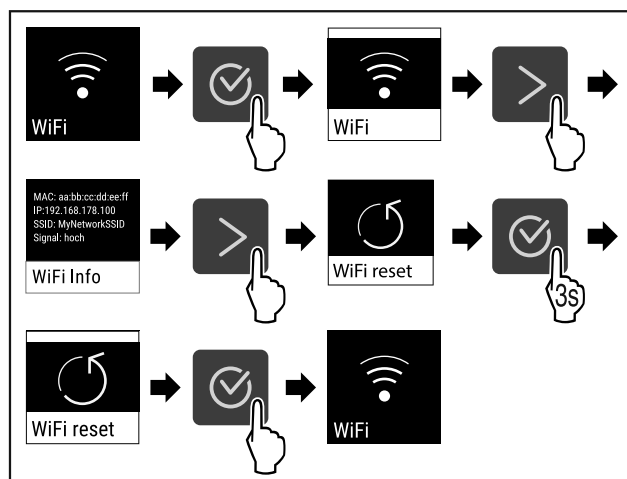 WiFi
WiFi
MAC: aa:bb:cc:dd:ee:ff
IP:192.168.178.100
SSID: MyNetworkSSID
Signal: hoch
WiFi Info
WiFi reset
3s
WiFi reset
WiFi